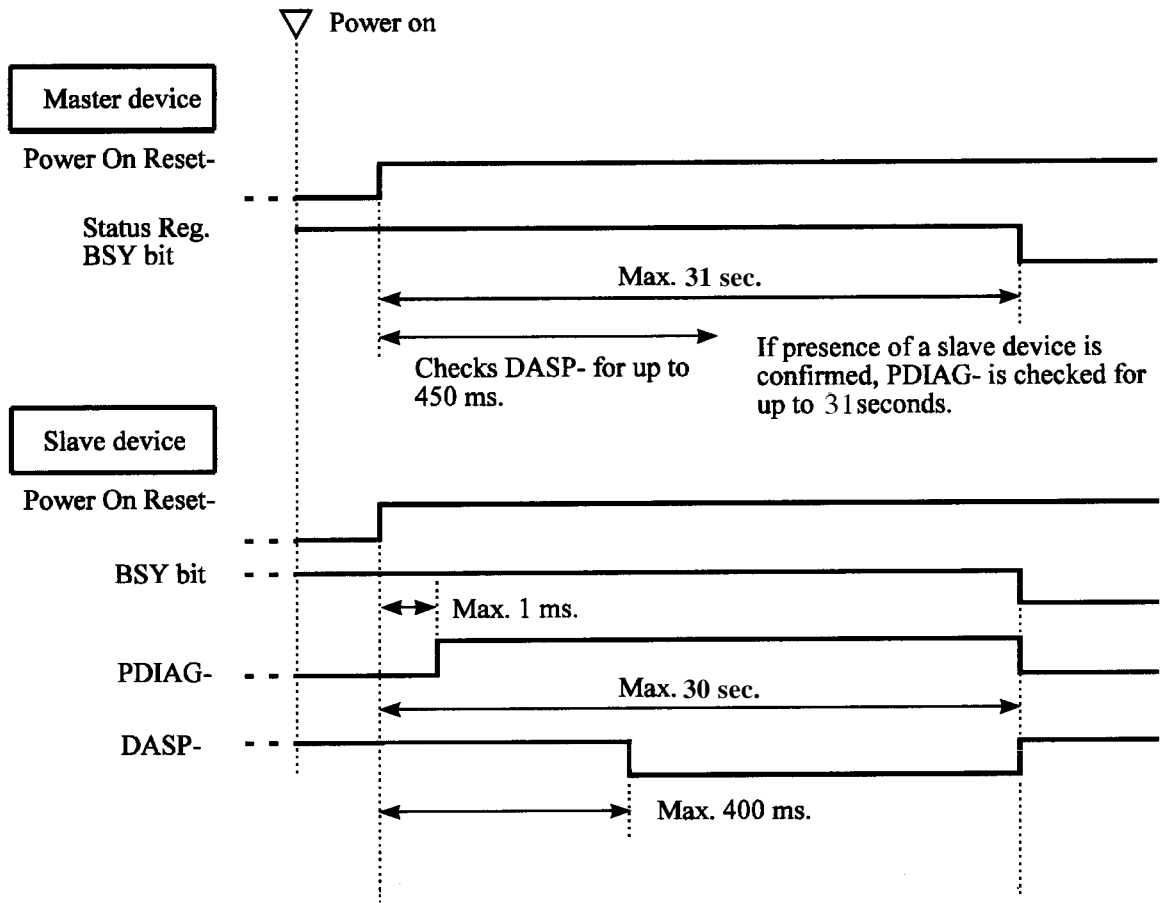 Power on
Master device
Power On Reset-
Status Reg.
BSY bit
Max. 31 sec.
Checks DASP- for up to
450 ms.
If presence of a slave device is
confirmed, PDIAG- is checked for
up to 31seconds.
Slave device
Power On Reset-
BSY bit
Max. 1 ms.
PDIAG-
Max. 30 sec.
DASP-
Max. 400 ms.